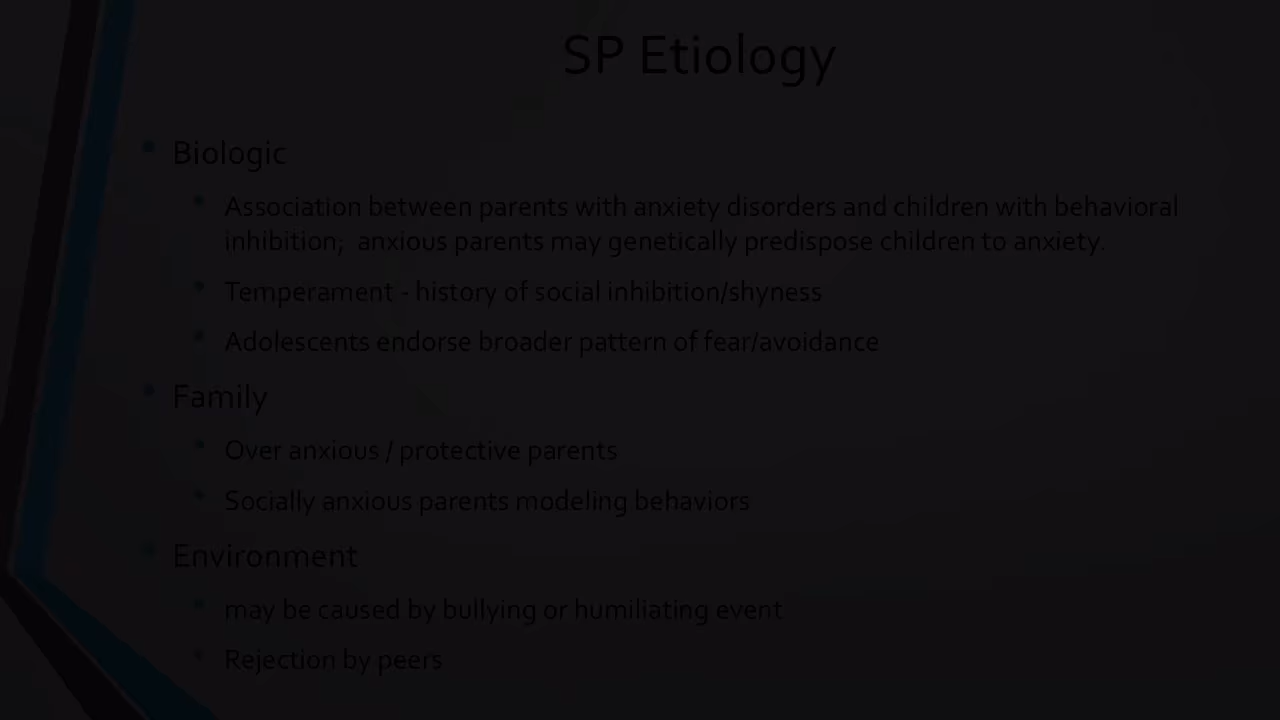 SP Etiology
Biologic
Association between parents with anxiety disorders and children with behavioral
inhibition;  anxious parents may genetically predispose children to anxiety.
Temperament - history of social inhibition/shyness
Adolescents endorse broader pattern of fear/avoidance
Family
Over anxious / protective parents
Socially anxious parents modeling behaviors
Environment
may be caused by bullying or humiliating event
Rejection by peers